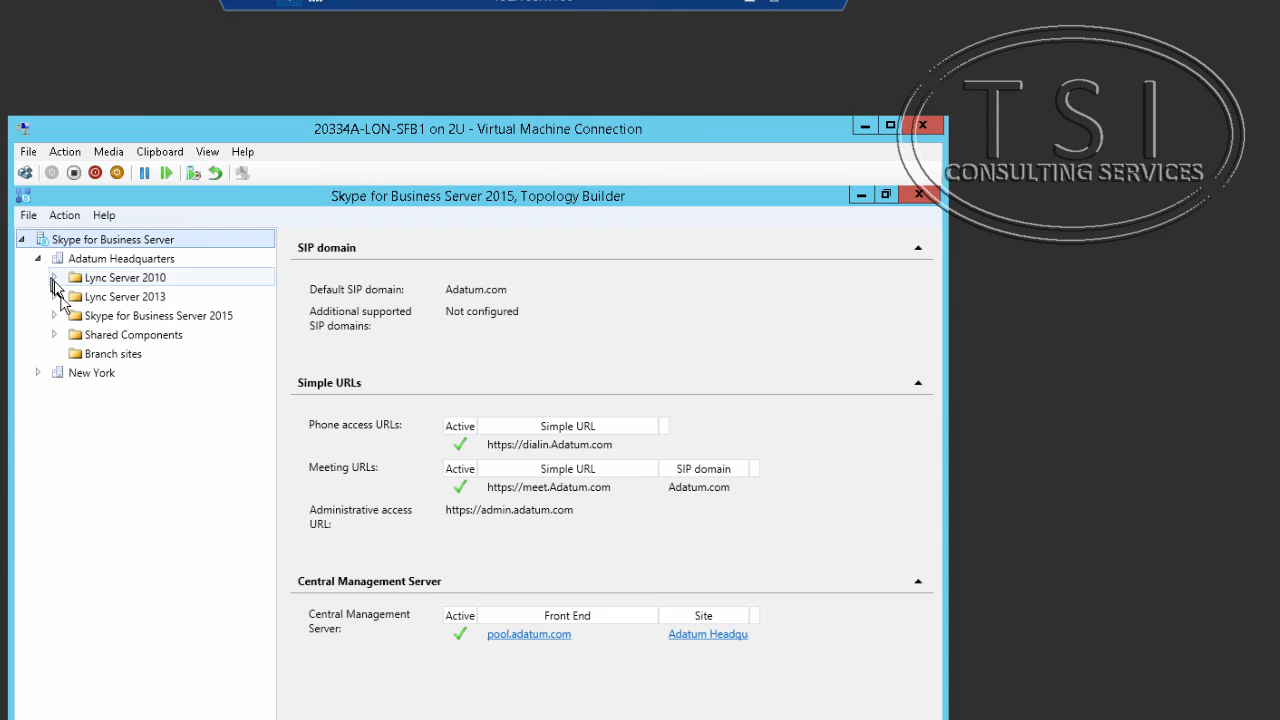 TSI
CONSULTING SERVICES
20334A-LON-SFB1 on 2U - Virtual Machine Connection
File Action Media Clipboard View Help
Skype for Business Server 2015, Topology Builder
File Action Help
Skype for Business Server
Adatum Headquarters
Lync Server 2010
Lync Server 2013
Skype for Business Server 2015
Shared Components
Branch sites
New York
SIP domain
Default SIP domain: Adatum.com
Additional supported Not configured
SIP domains:
Simple URLs
Phone access URLs: Active Simple URL
https://dialin.Adatum.com
Meeting URLs: Active Simple URL SIP domain
https://meet.Adatum.com Adatum.com
Administrative access https://admin.adatum.com
URL:
Central Management Server
Central Management Active Front End Site
Server: pool.adatum.com Adatum Headqu